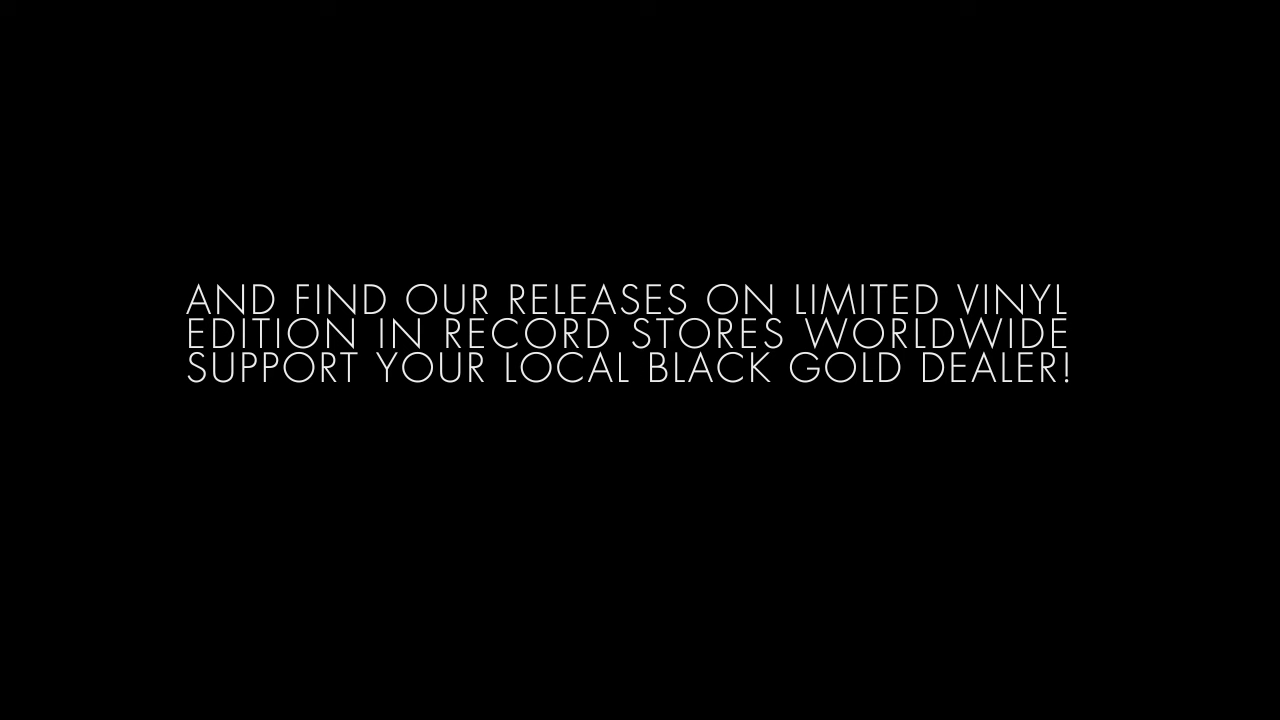 AND FIND OUR RELEASES ON LIMITED VINYL
EDITION IN RECORD STORES WORLDWIDE
SUPPORT YOUR LOCAL BLACK GOLD DEALER!